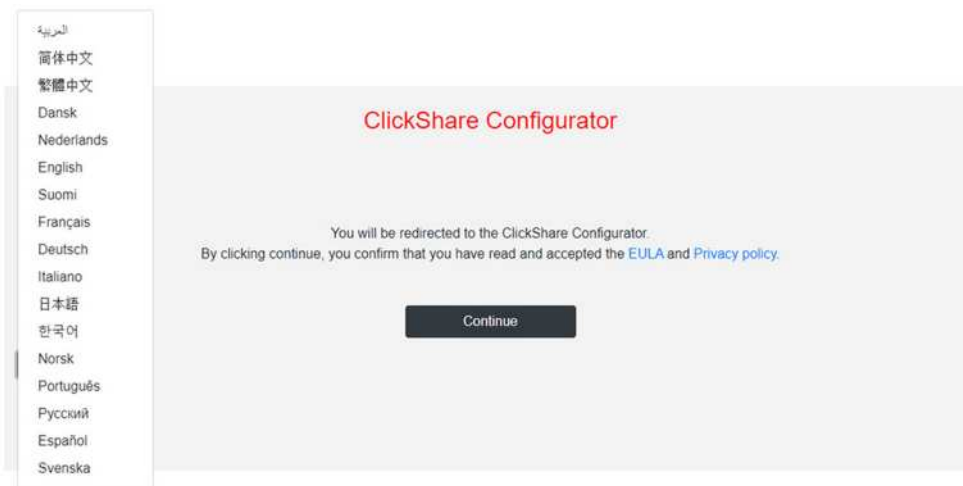 العربية
简体中文
繁體中文
Dansk
Nederlands
English
Suomi
Français
Deutsch
Italiano
日本語
한국어
Norsk
Português
Русский
Español
Svenska
ClickShare Configurator
You will be redirected to the ClickShare Configurator.
By clicking continue, you confirm that you have read and accepted the EULA and Privacy policy.
Continue